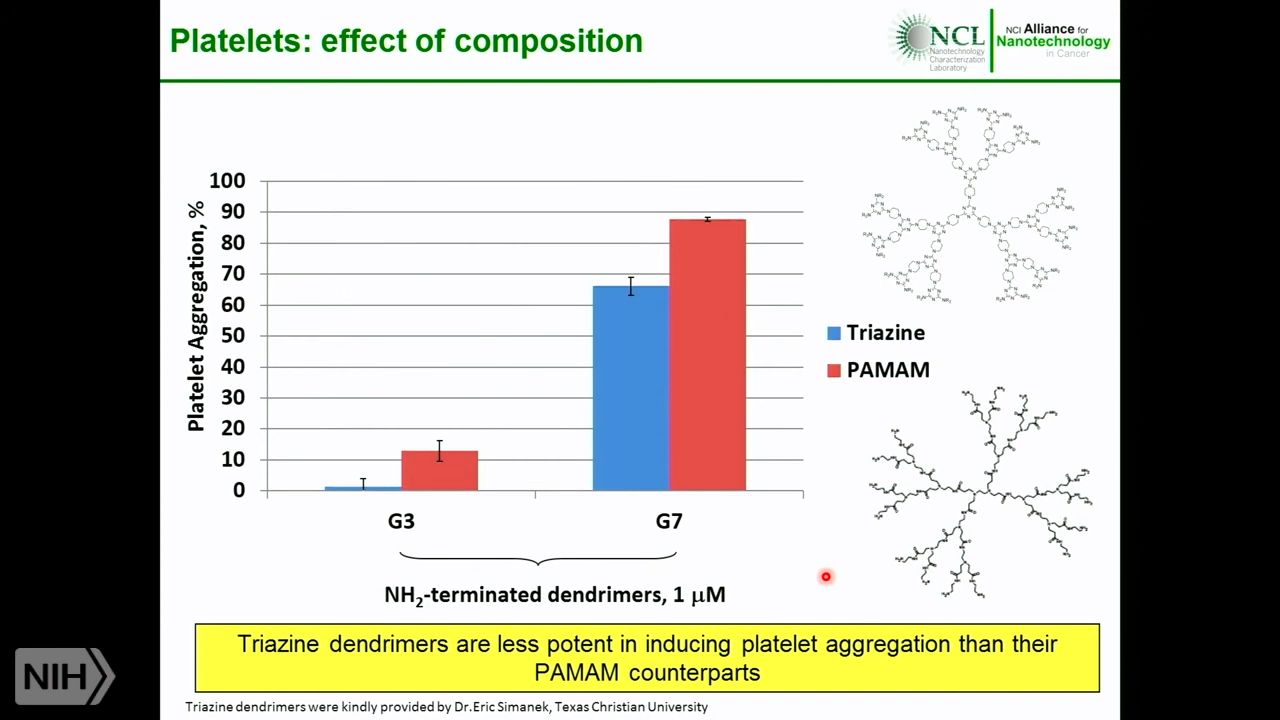 Platelets: effect of composition
NCL
Nanotechnology
Characterization
Laboratory
NCI Alliance for
Nanotechnology
in Cancer
Platelet Aggregation, %
100
90
80
70
60
50
40
30
20
10
0
G3 G7
NH2-terminated dendrimers, 1 μM
Triazine
PAMAM
Triazine dendrimers are less potent in inducing platelet aggregation than their
PAMAM counterparts
NIH
Triazine dendrimers were kindly provided by Dr.Eric Simanek, Texas Christian University